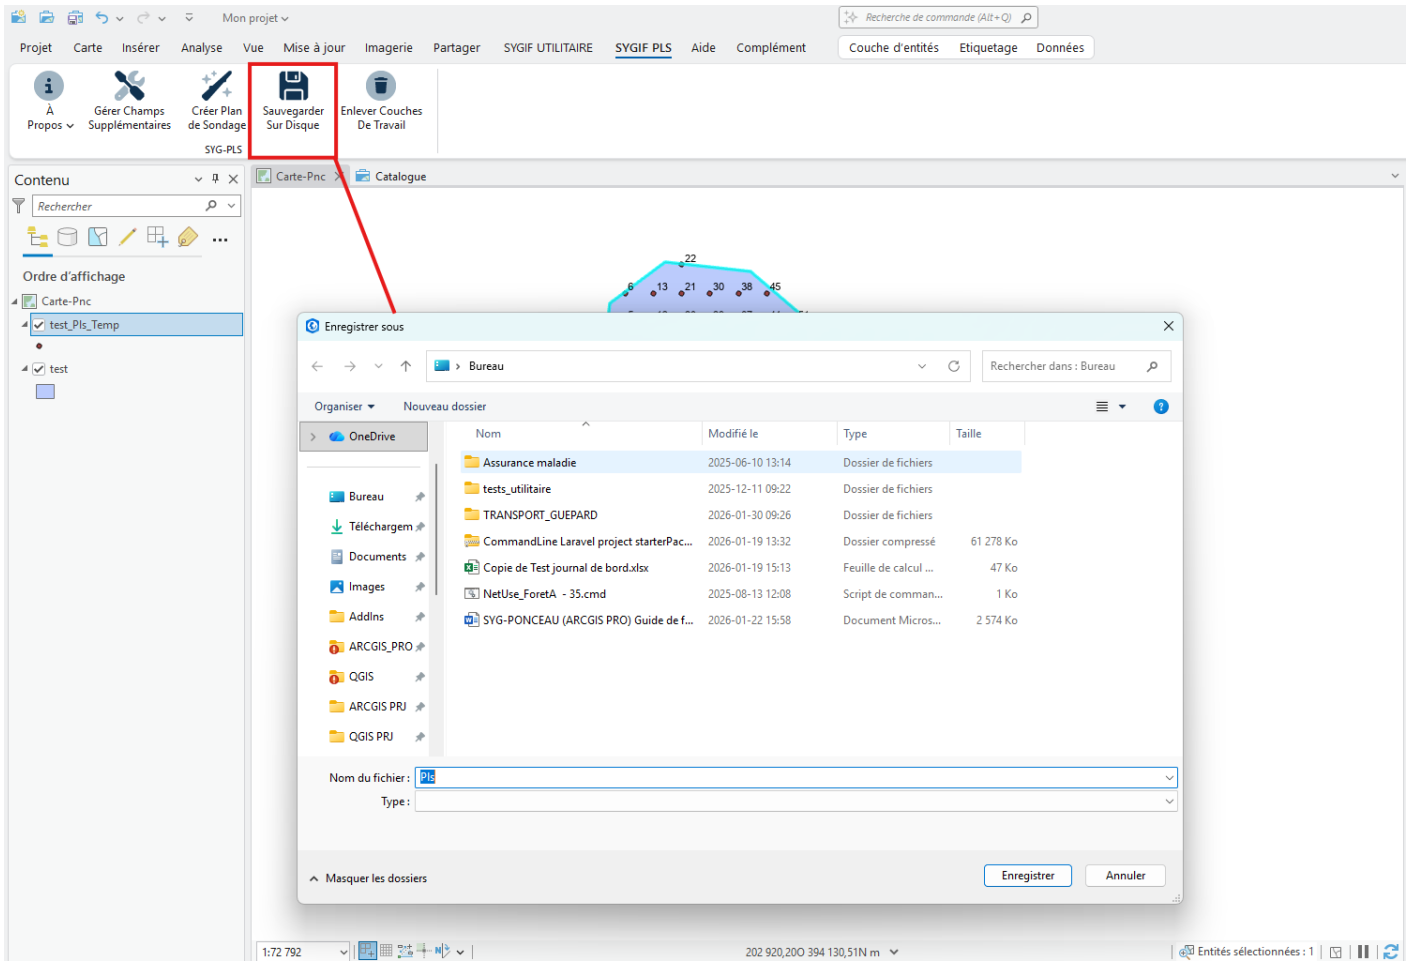 Mon projet
Recherche de commande (Alt+Q)
Projet Carte Insérer Analyse Vue Mise à jour Imagerie Partager SYGIF UTILITAIRE SYGIF PLS Aide Complément Couche d'entités Etiquetage Données
À Propos
Gérer Champs Supplémentaires
Créer Plan de Sondage
Sauvegarder Sur Disque
Enlever Couches De Travail
SYG-PLS
Contenu
Carte-Pnc
Catalogue
Rechercher
Ordre d'affichage
Carte-Pnc
test_Pls_Temp
test
22
6 13 21 30 38 45
Enregistrer sous
Bureau
Rechercher dans : Bureau
Organiser
Nouveau dossier
OneDrive
Bureau
Téléchargem
Documents
Images
AddIns
ARCGIS_PRO
QGIS
ARCGIS PRJ
QGIS PRJ
Nom Modifié le Type Taille
Assurance maladie 2025-06-10 13:14 Dossier de fichiers
tests_utilitaire 2025-12-11 09:22 Dossier de fichiers
TRANSPORT_GUEPARD 2026-01-30 09:26 Dossier de fichiers
CommandLine Laravel project starterPac... 2026-01-19 13:32 Dossier compressé 61 278 Ko
Copie de Test journal de bord.xlsx 2026-01-19 15:13 Feuille de calcul ... 47 Ko
NetUse_ForetA - 35.cmd 2025-08-13 12:08 Script de comman... 1 Ko
SYG-PONCEAU (ARCGIS PRO) Guide de f... 2026-01-22 15:58 Document Micros... 2 574 Ko
Nom du fichier : Pls
Type :
Masquer les dossiers
Enregistrer
Annuler
1:72 792
202 920,20O 394 130,51N m
Entités sélectionnées : 1